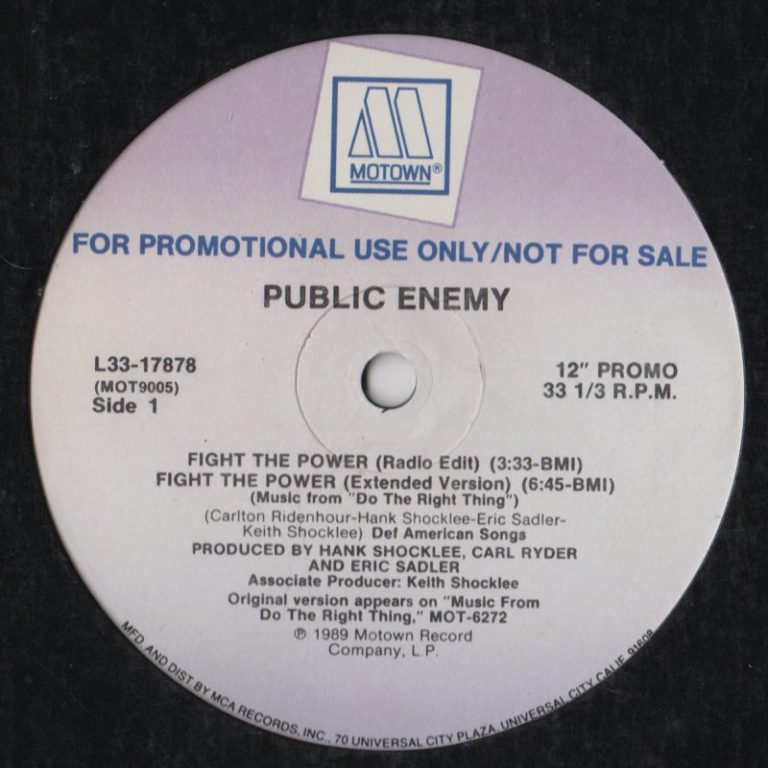 MOTOWN®
FOR PROMOTIONAL USE ONLY/NOT FOR SALE
PUBLIC ENEMY
L33-17878
(MOT9005)
Side 1
12" PROMO
33 1/3 R.P.M.
FIGHT THE POWER (Radio Edit) (3:33-BMI)
FIGHT THE POWER (Extended Version) (6:45-BMI)
(Music from "Do The Right Thing")
(Carlton Ridenhour-Hank Shocklee-Eric Sadler-
Keith Shocklee) Def American Songs
PRODUCED BY HANK SHOCKLEE, CARL RYDER
AND ERIC SADLER
Associate Producer: Keith Shocklee
Original version appears on "Music From
Do The Right Thing," MOT-6272
℗ 1989 Motown Record
Company, L.P.
MFD. AND DIST. BY MCA RECORDS, INC., 70 UNIVERSAL CITY PLAZA, UNIVERSAL CITY, CALIF. 91608